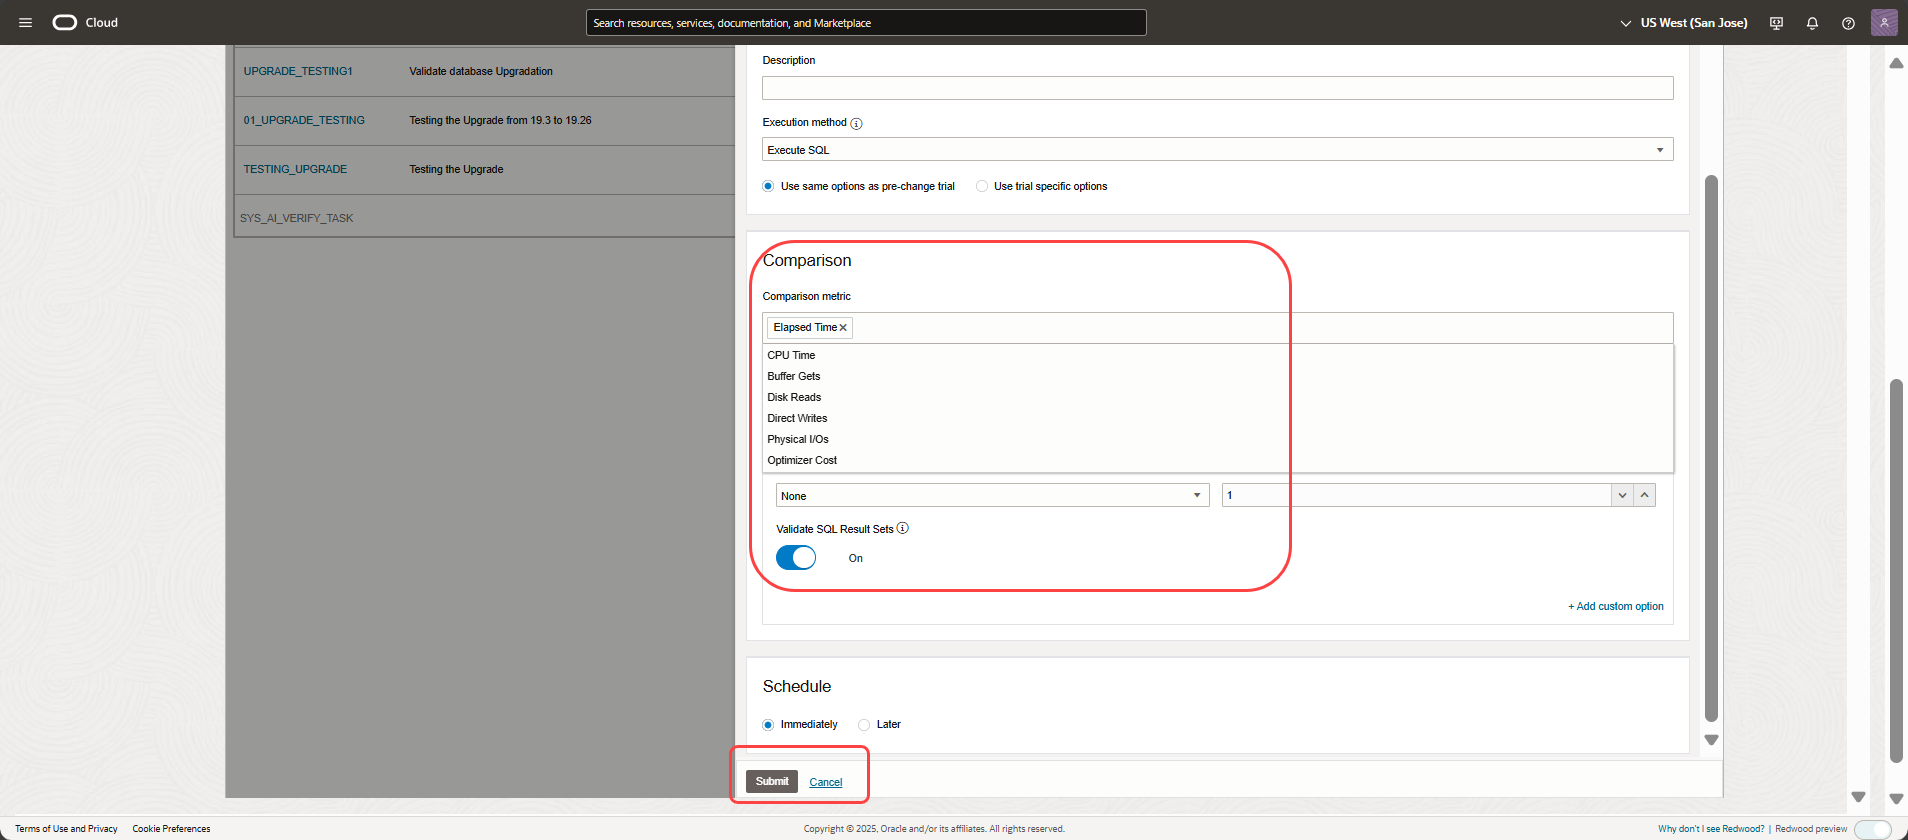 Cloud
Search resources, services, documentation, and Marketplace
US West (San Jose)
UPGRADE_TESTING1 Validate database Upgradation
01_UPGRADE_TESTING Testing the Upgrade from 19.3 to 19.26
TESTING_UPGRADE Testing the Upgrade
SYS_AI_VERIFY_TASK
Description
Execution method
Execute SQL
Use same options as pre-change trial Use trial specific options
Comparison
Comparison metric
Elapsed Time
CPU Time
Buffer Gets
Disk Reads
Direct Writes
Physical I/Os
Optimizer Cost
None 1
Validate SQL Result Sets
On
+ Add custom option
Schedule
Immediately Later
Submit Cancel
Terms of Use and Privacy Cookie Preferences Copyright © 2025, Oracle and/or its affiliates. All rights reserved. Why don't I see Redwood? | Redwood preview